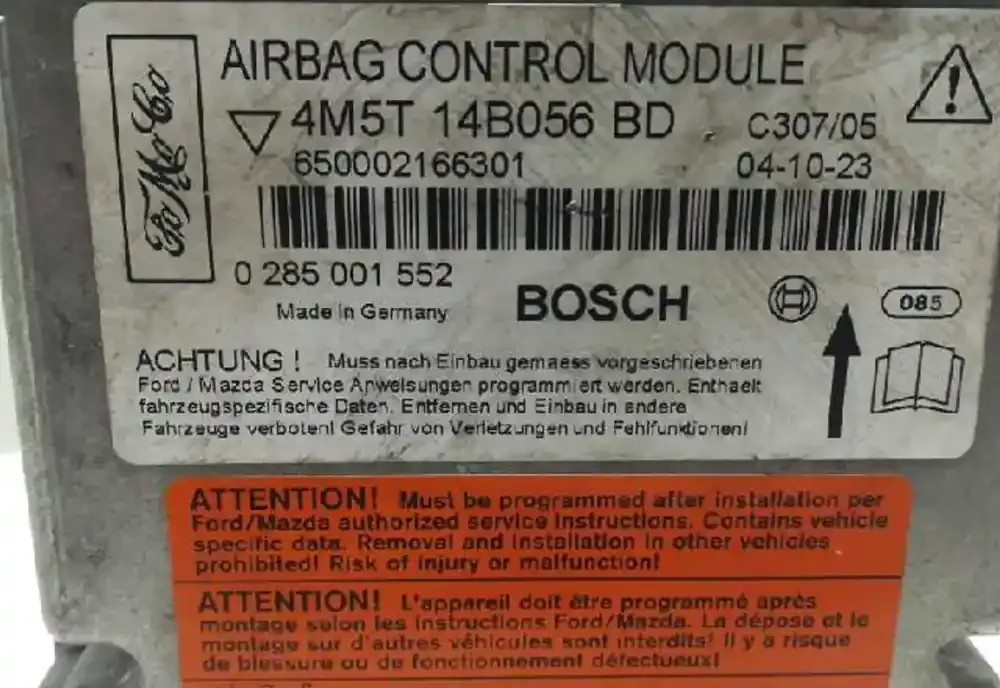 FoMoCo
AIRBAG CONTROL MODULE
4M5T 14B056 BD C307/05
650002166301 04-10-23
0 285 001 552
Made in Germany BOSCH 085
ACHTUNG ! Muss nach Einbau gemaess vorgeschriebenen
Ford / Mazda Service Anweisungen programmiert werden. Enthaelt
fahrzeugspezifische Daten. Entfernen und Einbau in andere
Fahrzeuge verboten! Gefahr von Verletzungen und Fehlfunktionen!
ATTENTION! Must be programmed after installation per
Ford/Mazda authorized service instructions. Contains vehicle
specific data. Removal and installation in other vehicles
prohibited! Risk of injury or malfunction!
ATTENTION! L'appareil doit être programmé après
montage selon les instructions Ford/Mazda. La dépose et le
montage sur d'autres véhicules sont interdits! Il y a risque
de blessure ou de fonctionnement défectueux!